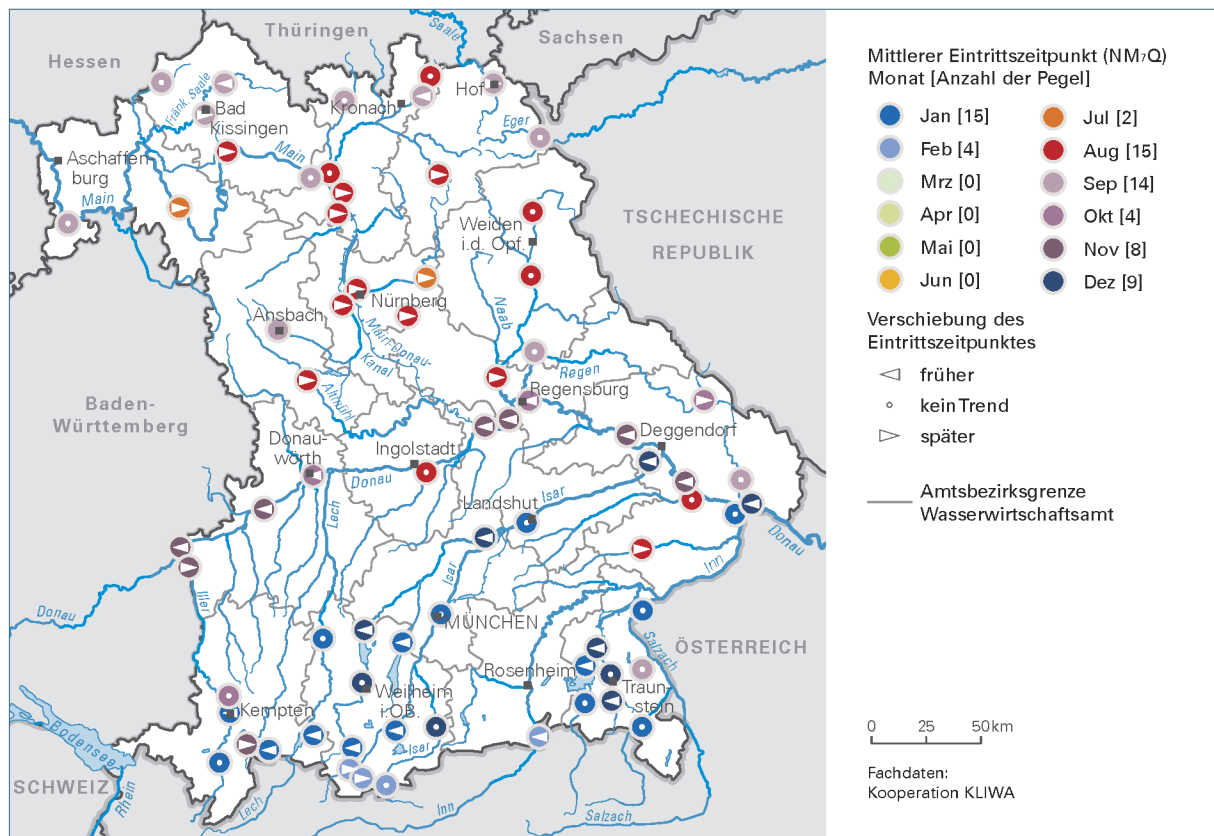 Thüringen
Saale
Sachsen
Hessen
Fränk. Saale
Bad
Kissingen
Kronach
Hof
Eger
Aschaffen-
burg
Main
Main
TSCHECHISCHE
REPUBLIK
Weiden
i.d. Opf.
Nürnberg
Naab
Ansbach
Main-Donau-
Kanal
Altmühl
Regen
Regensburg
Baden-
Württemberg
Donau-
wörth
Ingolstadt
Deggendorf
Donau
Lech
Landshut
Isar
Donau
Isar
Inn
Iller
Donau
MÜNCHEN
Salzach
ÖSTERREICH
Rosenheim
Traun-
stein
Weilheim
i.OB.
Kempten
Isar
Bodensee
SCHWEIZ
Rhein
Lech
Inn
Salzach
Mittlerer Eintrittszeitpunkt (NM7Q)
Monat [Anzahl der Pegel]
Jan [15]
Feb [4]
Mrz [0]
Apr [0]
Mai [0]
Jun [0]
Jul [2]
Aug [15]
Sep [14]
Okt [4]
Nov [8]
Dez [9]
Verschiebung des
Eintrittszeitpunktes
früher
kein Trend
später
Amtsbezirksgrenze
Wasserwirtschaftsamt
0 25 50 km
Fachdaten:
Kooperation KLIWA